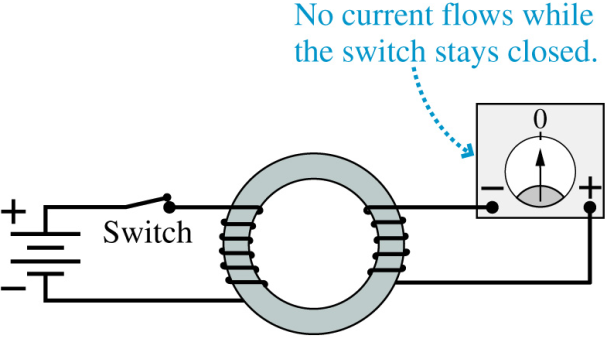 No current flows while
the switch stays closed.
0
− +
+
Switch
−